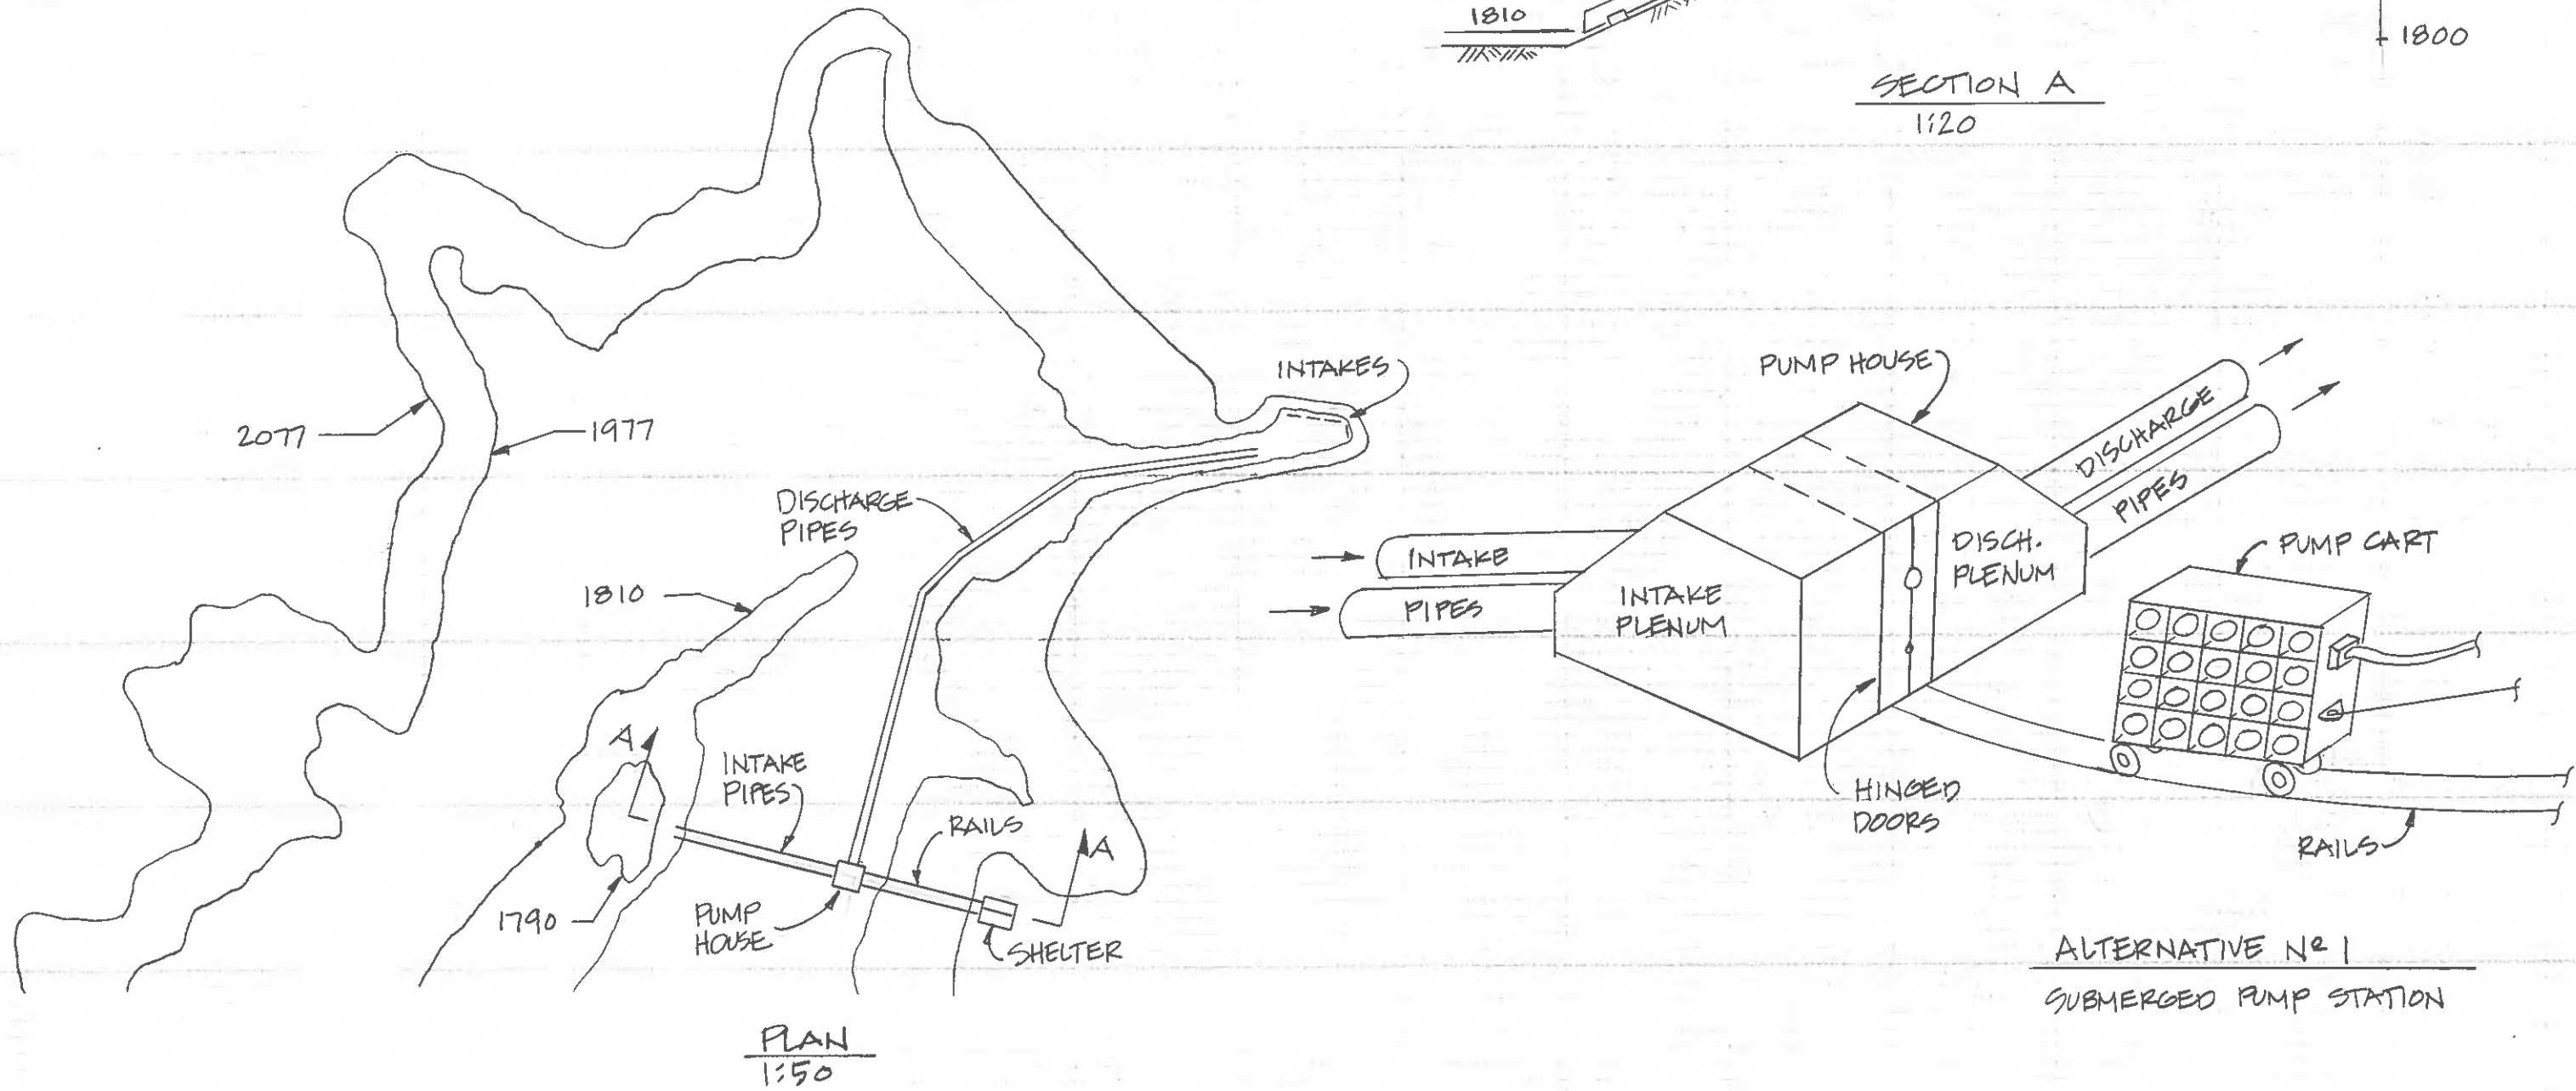 1810
1800
SECTION A
1:20
INTAKES
2077
1977
DISCHARGE
PIPES
1810
A
INTAKE
PIPES
RAILS
A
1790
PUMP
HOUSE
SHELTER
PLAN
1:50
PUMP HOUSE
DISCHARGE
PIPES
INTAKE
PIPES
INTAKE
PLENUM
DISCH.
PLENUM
PUMP CART
HINGED
DOORS
RAILS
ALTERNATIVE Nº 1
SUBMERGED PUMP STATION